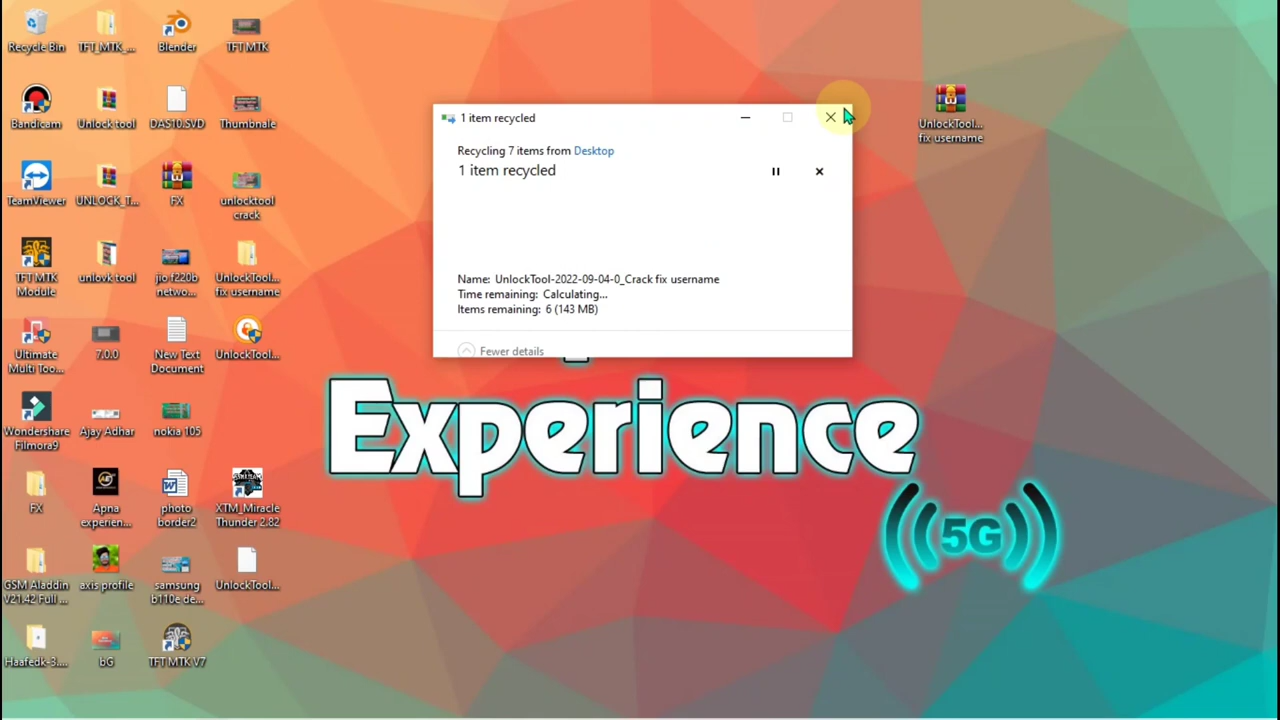 Recycle Bin
TFT_MTK_...
Blender
TFT MTK
Bandicam
Unlock tool
DAS10.SVD
Thumbnale
UnlockTool...
fix username
TeamViewer
UNLOCK_T...
FX
unlocktool
crack
TFT MTK
Module
unlovk tool
jio f220b
netwo...
UnlockTool...
fix username
Ultimate
Multi Too...
7.0.0
New Text
Document
UnlockTool...
Wondershare
Filmora9
Ajay Adhar
nokia 105
FX
Apna
experien...
photo
border2
XTM_Miracle
Thunder 2.82
GSM Aladdin
V21.42 Full ...
axis profile
samsung
b110e de...
UnlockTool...
Haafedk-3....
bG
TFT MTK V7
1 item recycled
Recycling 7 items from Desktop
1 item recycled
Name: UnlockTool-2022-09-04-0_Crack fix username
Time remaining: Calculating...
Items remaining: 6 (143 MB)
Fewer details
Experience
5G